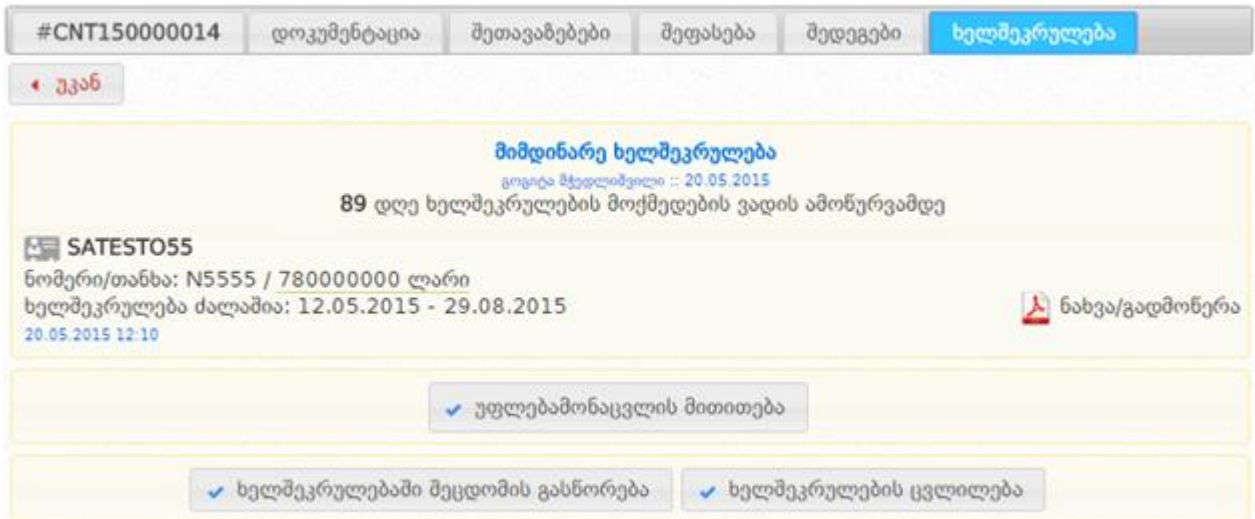 #CNT150000014 დოკუმენტაცია შეთავაზებები შეფასება შედეგები ხელშეკრულება
უკან
მიმდინარე ხელშეკრულება
გოგიტა მჭედლიშვილი :: 20.05.2015
89 დღე ხელშეკრულების მოქმედების ვადის ამოწურვამდე
SATESTO55
ნომერი/თანხა: N5555 / 780000000 ლარი
ხელშეკრულება ძალაშია: 12.05.2015 - 29.08.2015
ნახვა/გადმოწერა
20.05.2015 12:10
უფლებამონაცვლის მითითება
ხელშეკრულებაში შეცდომის გასწორება ხელშეკრულების ცვლილება